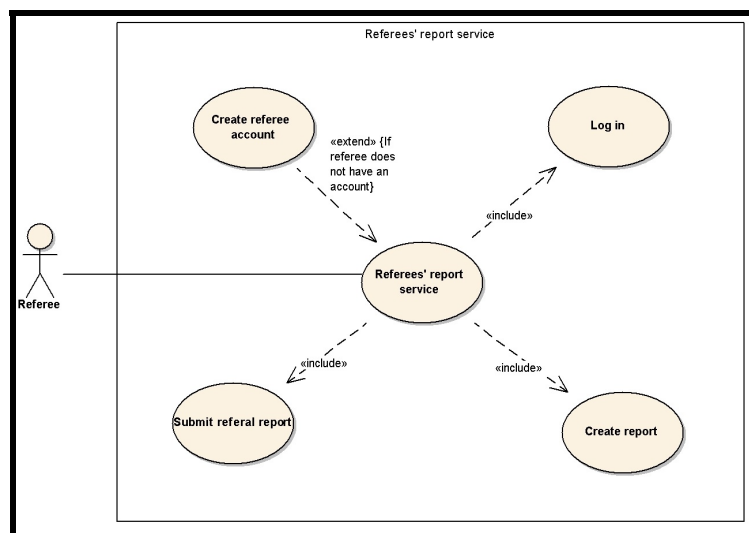 Referees' report service
Create referee
account
Log in
«extend» {If
referee does
not have an
account}
«include»
Referees' report
service
Referee
«include»
«include»
Submit referal report
Create report